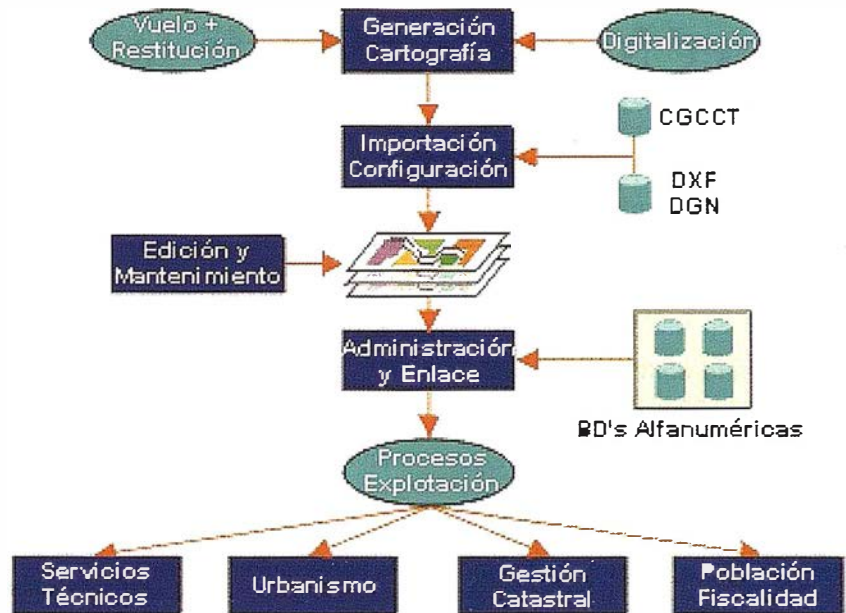 Vuelo +
Restitución
Generación
Cartografía
Digitalización
Importación
Configuración
CGCCT
DXF
DGN
Edición y
Mantenimiento
Administración
y Enlace
BD's Alfanuméricas
Procesos
Explotación
Servicios
Técnicos
Urbanismo
Gestión
Catastral
Población
Fiscalidad